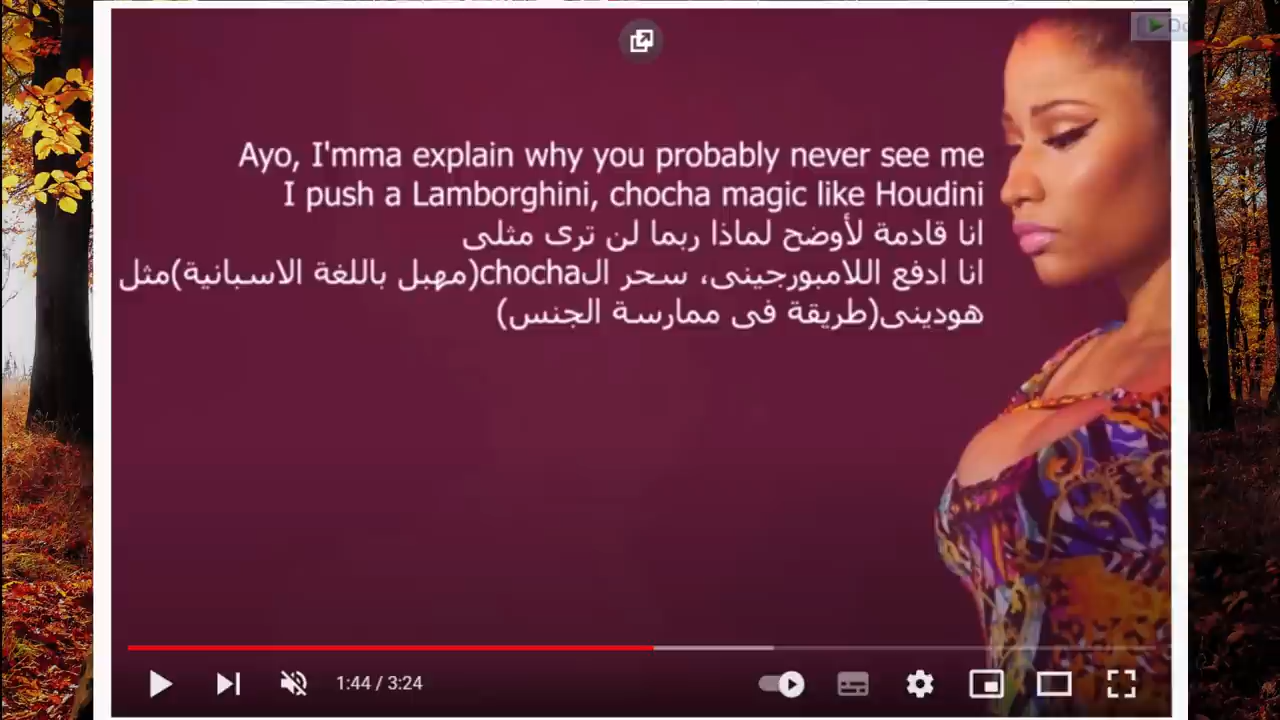 Do
Ayo, I'mma explain why you probably never see me
I push a Lamborghini, chocha magic like Houdini
انا قادمة لأوضح لماذا ربما لن ترى مثلى
انا ادفع اللامبورجينى، سحر الchocha(مهبل باللغة الاسبانية)مثل
هودينى(طريقة فى ممارسة الجنس)
1:44 / 3:24